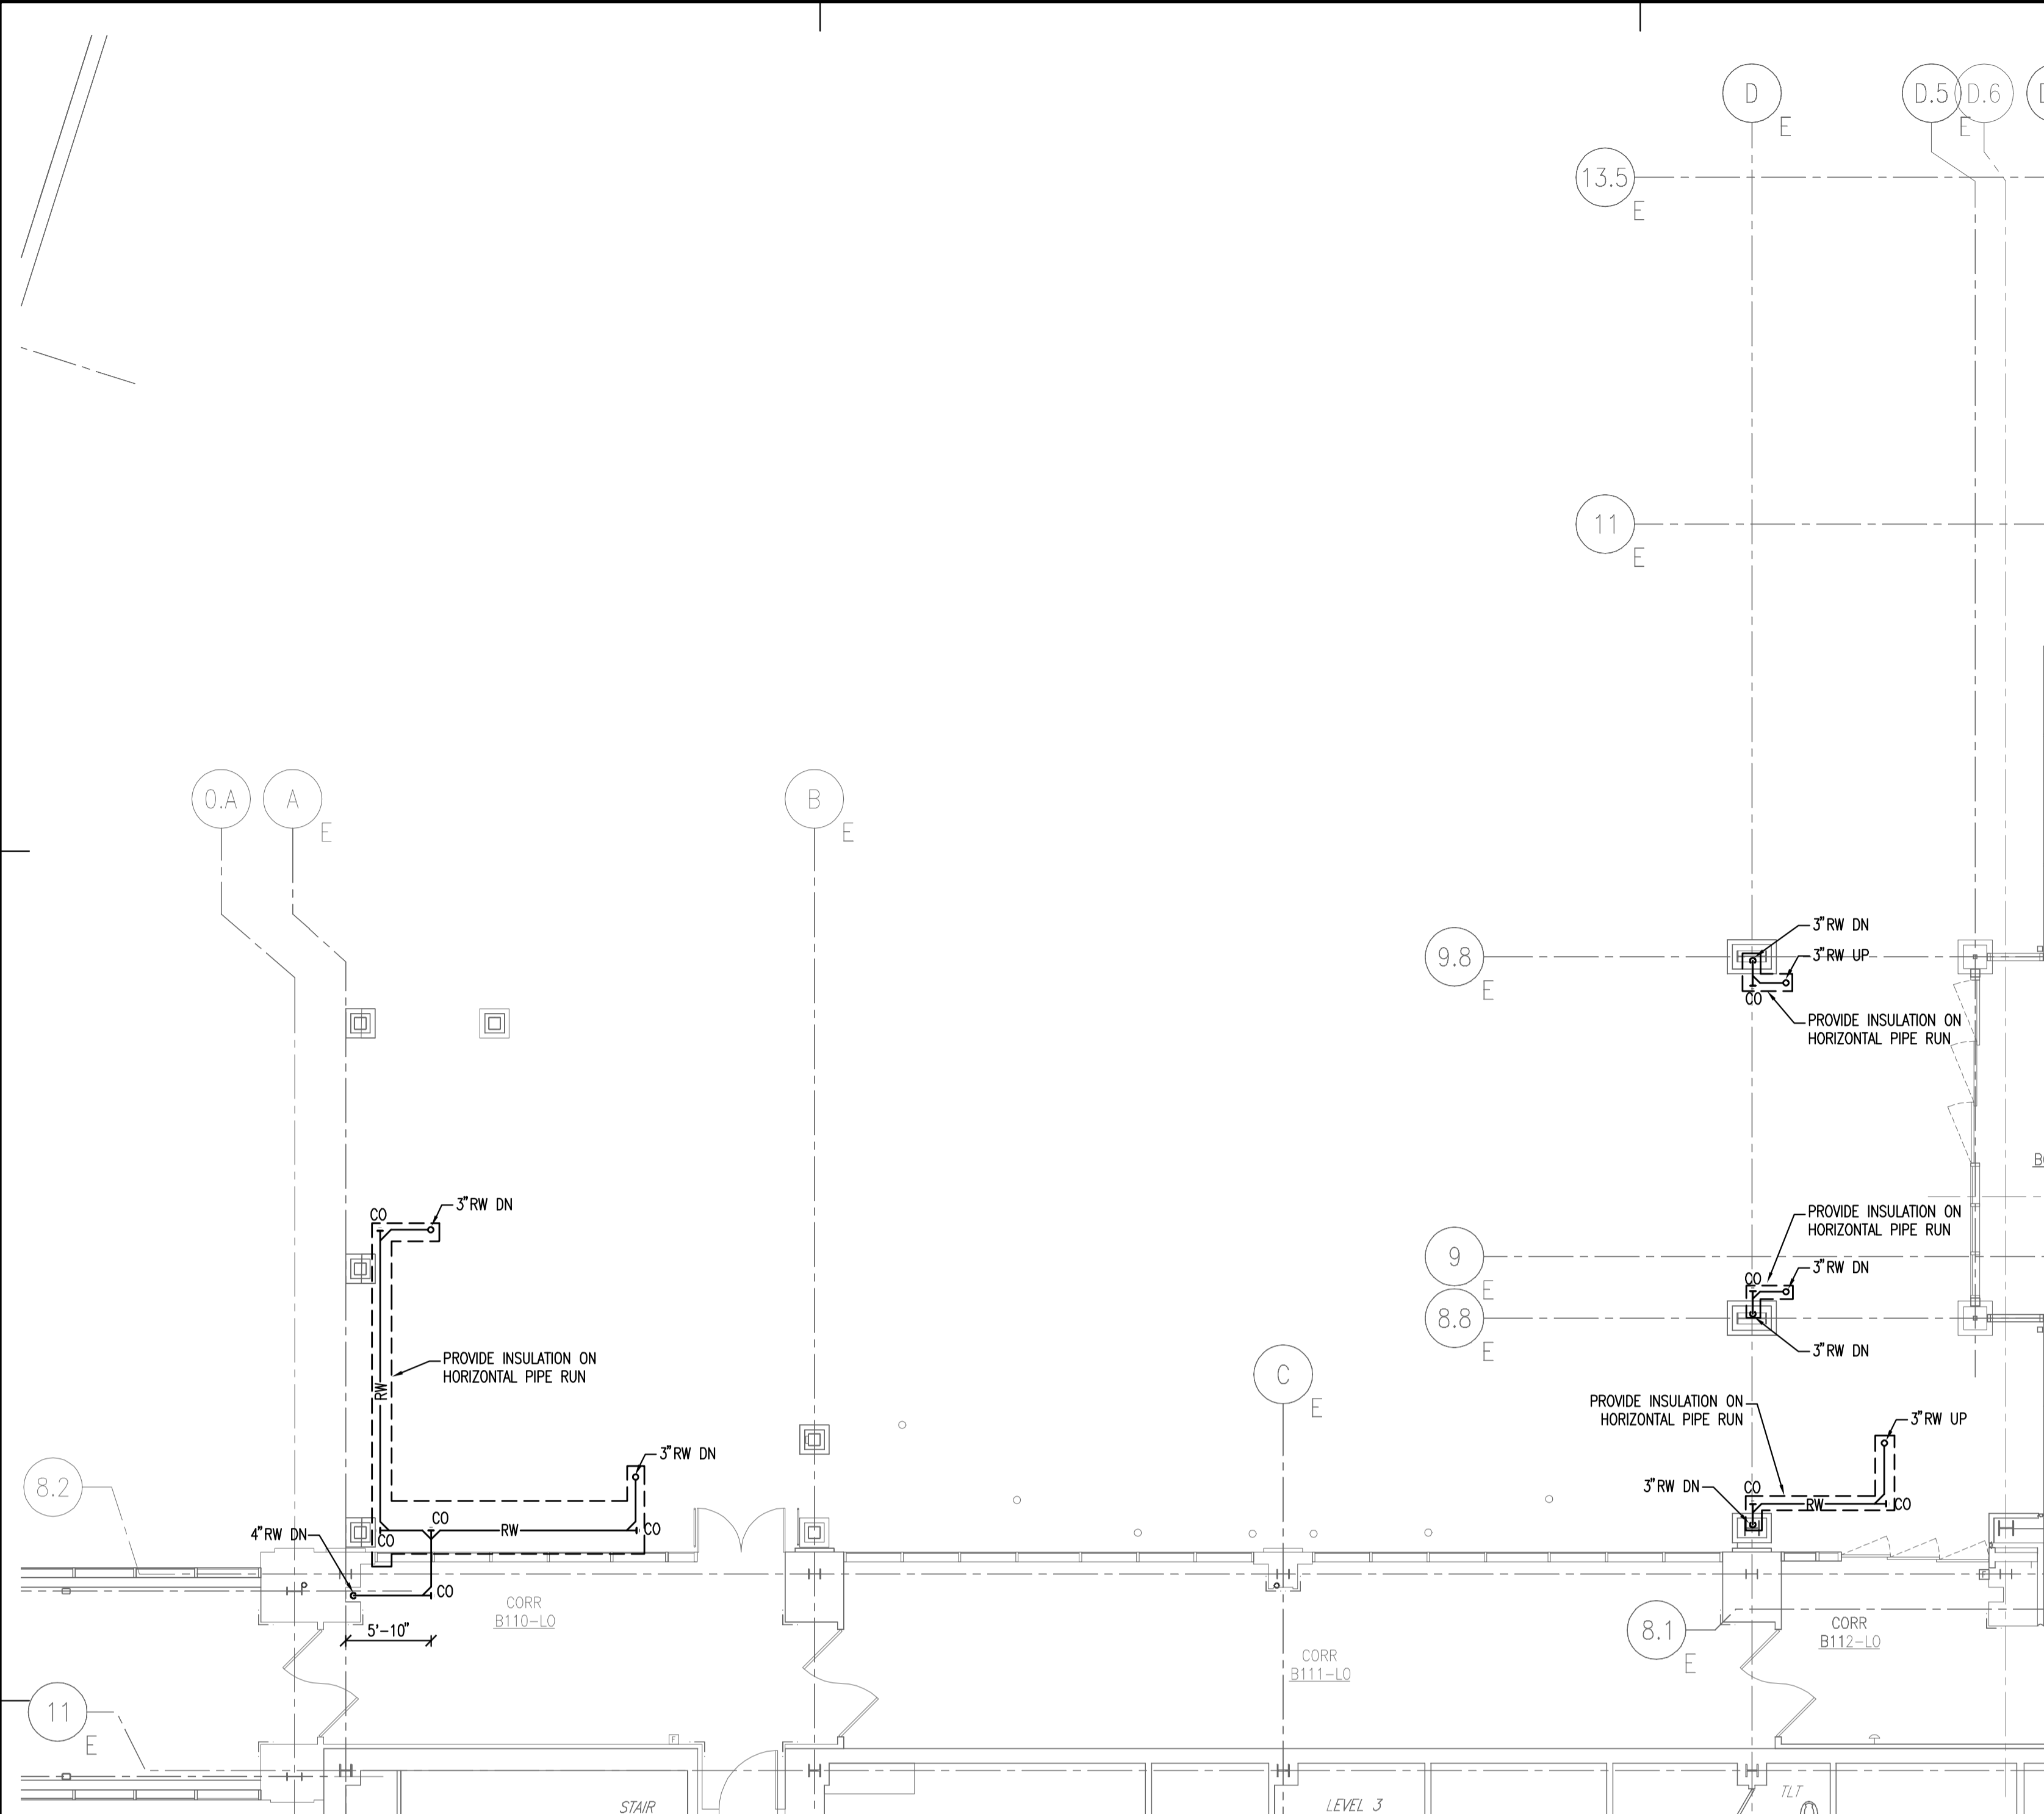 D
E
D.5
E
D.6
13.5
E
11
E
0.A
A
E
B
E
3"RW DN
9.8
E
3"RW UP
CO
PROVIDE INSULATION ON
HORIZONTAL PIPE RUN
CO
3"RW DN
PROVIDE INSULATION ON
HORIZONTAL PIPE RUN
9
E
CO
3"RW DN
8.8
E
3"RW DN
PROVIDE INSULATION ON
HORIZONTAL PIPE RUN
RW
C
E
PROVIDE INSULATION ON
HORIZONTAL PIPE RUN
3"RW UP
3"RW DN
8.2
3"RW DN
CO
RW
CO
4"RW DN
CO
CO
RW
CO
CO
CORR
B110-LO
5'-10"
8.1
E
CORR
B112-LO
CORR
B111-LO
11
E
F
F
STAIR
LEVEL 3
TLT